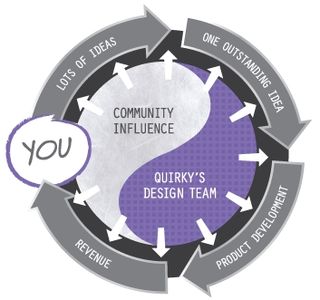 LOTS OF IDEAS
ONE OUTSTANDING IDEA
COMMUNITY
INFLUENCE
YOU
QUIRKY'S
DESIGN TEAM
REVENUE
PRODUCT DEVELOPMENT